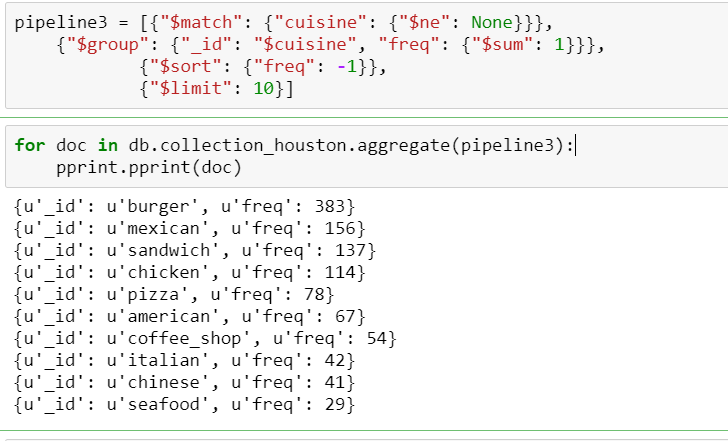 pipeline3 = [{"$match": {"cuisine": {"$ne": None}}},
    {"$group": {"_id": "$cuisine", "freq": {"$sum": 1}}},
            {"$sort": {"freq": -1}},
            {"$limit": 10}]
for doc in db.collection_houston.aggregate(pipeline3):
    pprint.pprint(doc)
{u'_id': u'burger', u'freq': 383}
{u'_id': u'mexican', u'freq': 156}
{u'_id': u'sandwich', u'freq': 137}
{u'_id': u'chicken', u'freq': 114}
{u'_id': u'pizza', u'freq': 78}
{u'_id': u'american', u'freq': 67}
{u'_id': u'coffee_shop', u'freq': 54}
{u'_id': u'italian', u'freq': 42}
{u'_id': u'chinese', u'freq': 41}
{u'_id': u'seafood', u'freq': 29}